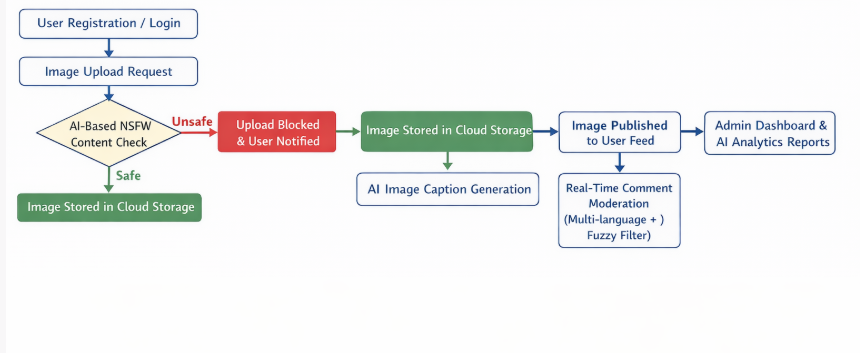 User Registration / Login
Image Upload Request
AI-Based NSFW
Content Check
Unsafe
Safe
Image Stored in Cloud Storage
Upload Blocked
& User Notified
Image Stored in Cloud Storage
AI Image Caption Generation
Image Published
to User Feed
Real-Time Comment
Moderation
(Multi-language + )
Fuzzy Filter)
Admin Dashboard &
AI Analytics Reports